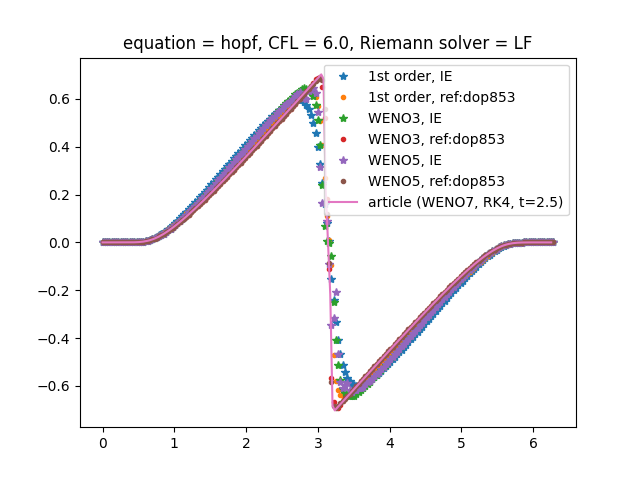 equation = hopf, CFL = 6.0, Riemann solver = LF
1st order, IE
1st order, ref:dop853
WENO3, IE
WENO3, ref:dop853
WENO5, IE
WENO5, ref:dop853
article (WENO7, RK4, t=2.5)
0.6
0.4
0.2
0.0
−0.2
−0.4
−0.6
0 1 2 3 4 5 6